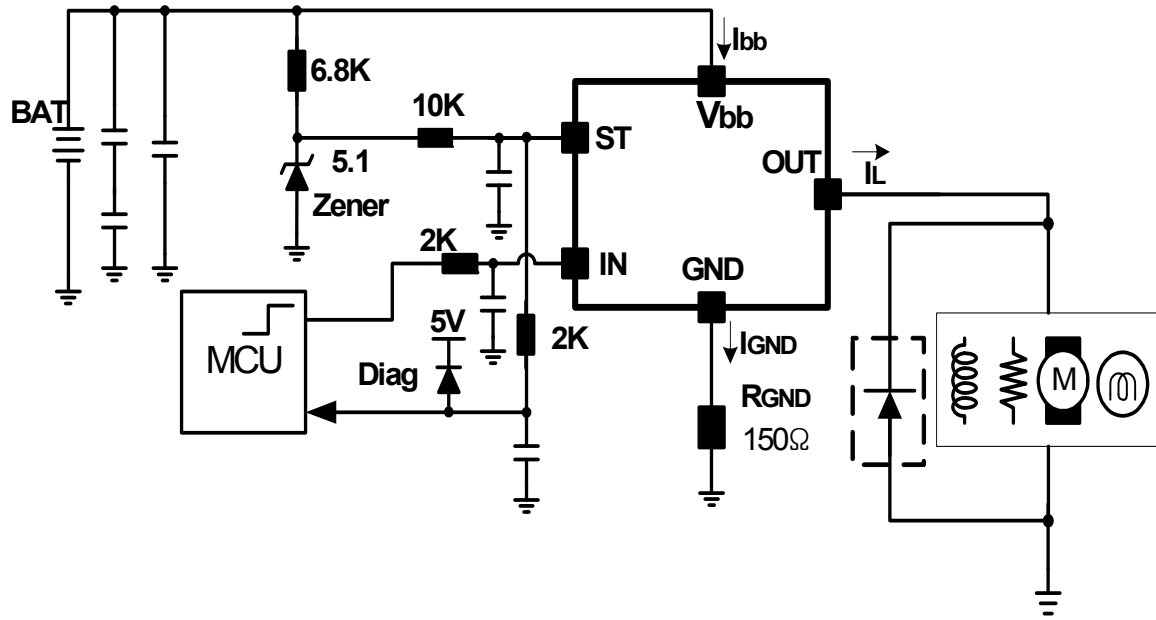 Ibb
6.8K
BAT
10K
Vbb
ST
OUT
IL
5.1
Zener
2K
IN
GND
5V
2K
IGND
MCU
Diag
RGND
150Ω
M